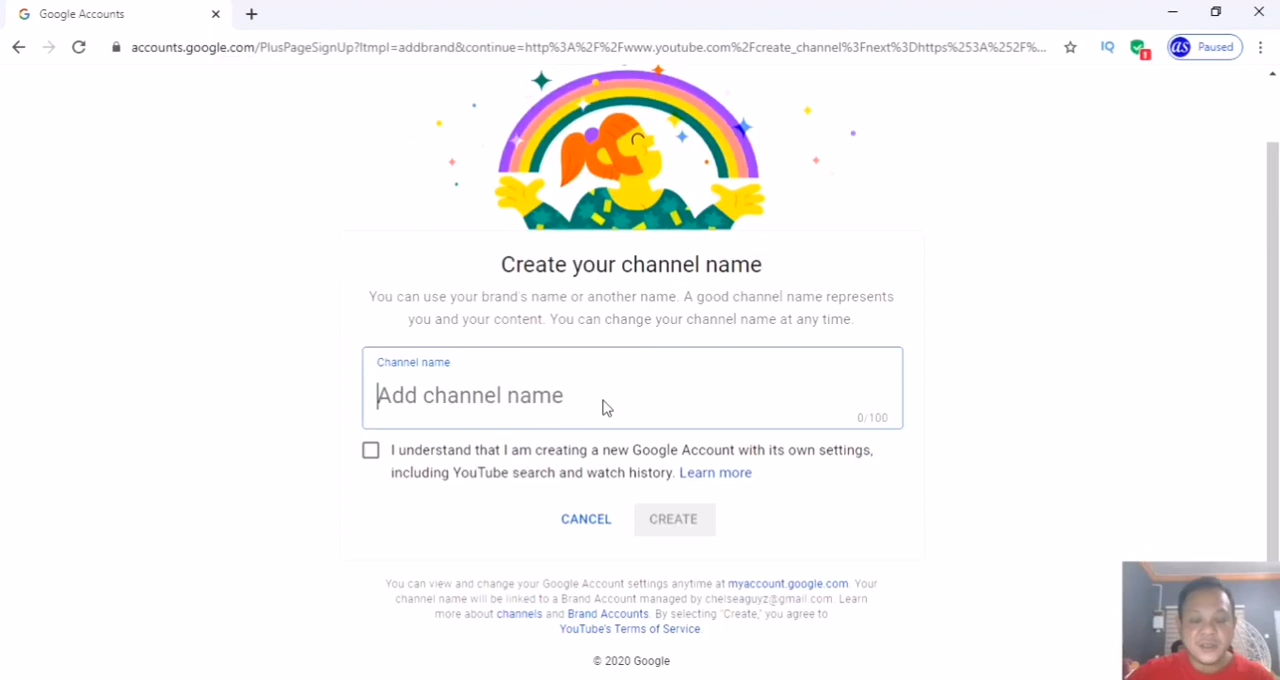 Google Accounts
accounts.google.com/PlusPageSignUp?ltmpl=addbrand&continue=http%3A%2F%2Fwww.youtube.com%2Fcreate_channel%3Fnext%3Dhttps%253A%252F%...
IQ
as Paused
Create your channel name
You can use your brand's name or another name. A good channel name represents
you and your content. You can change your channel name at any time.
Channel name
Add channel name
0/100
I understand that I am creating a new Google Account with its own settings,
including YouTube search and watch history. Learn more
CANCEL CREATE
You can view and change your Google Account settings anytime at myaccount.google.com. Your
channel name will be linked to a Brand Account managed by chelseaguyz@gmail.com. Learn
more about channels and Brand Accounts. By selecting "Create," you agree to
YouTube's Terms of Service.
© 2020 Google